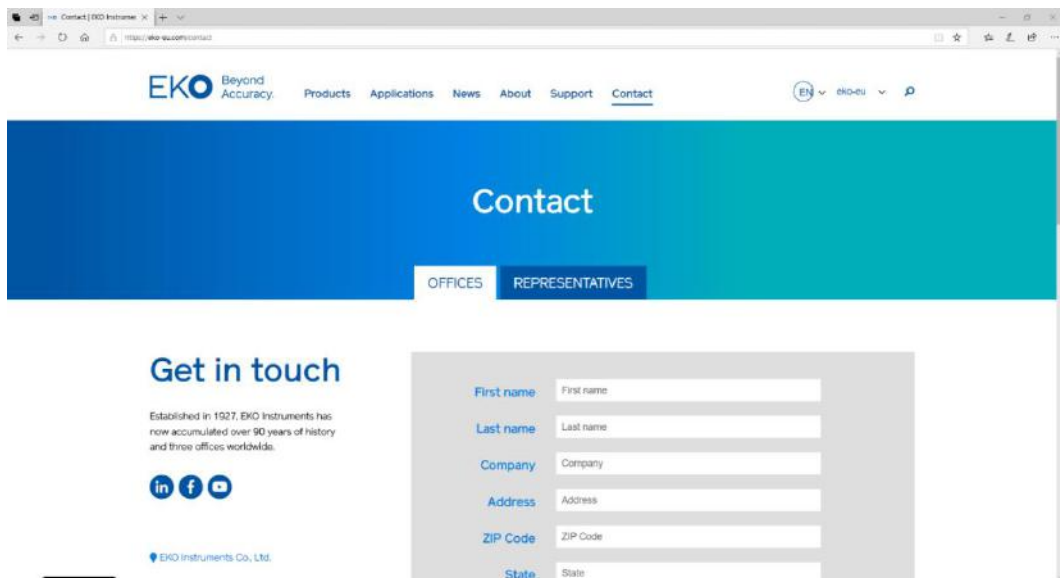 Contact | EKO Instrumen
https://eko-eu.com/contact
EKO Beyond Accuracy.
Products Applications News About Support Contact
EN eko-eu
Contact
OFFICES REPRESENTATIVES
Get in touch
Established in 1927, EKO Instruments has
now accumulated over 90 years of history
and three offices worldwide.
in f
EKO Instruments Co., Ltd.
First name First name
Last name Last name
Company Company
Address Address
ZIP Code ZIP Code
State State